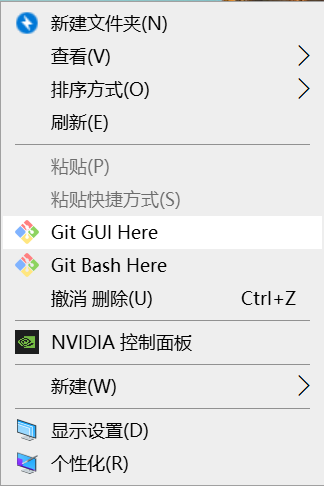 新建文件夹(N)
查看(V)
排序方式(O)
刷新(E)
粘贴(P)
粘贴快捷方式(S)
Git GUI Here
Git Bash Here
撤消 删除(U) Ctrl+Z
NVIDIA 控制面板
新建(W)
显示设置(D)
个性化(R)